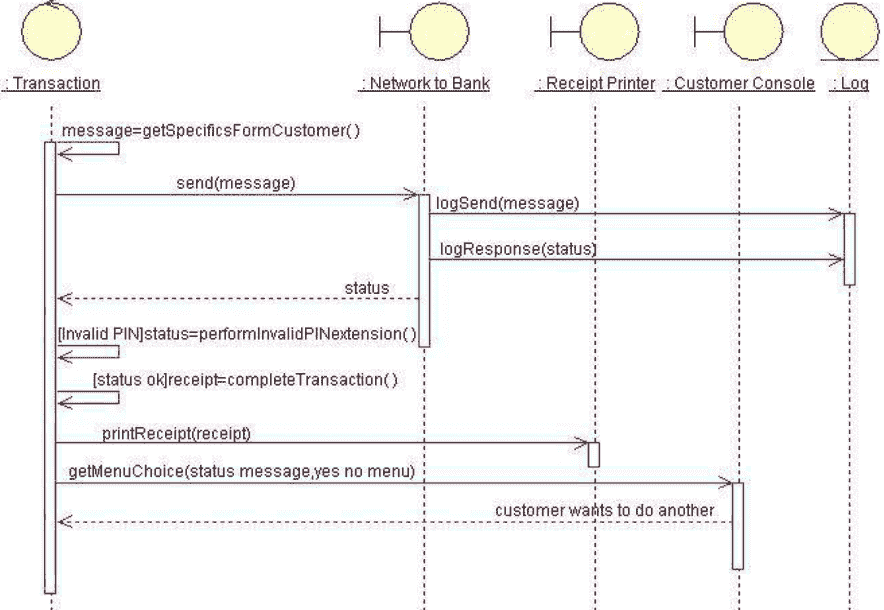 : Transaction
: Network to Bank
: Receipt Printer
: Customer Console
: Log
message=getSpecificsFormCustomer()
send(message)
logSend(message)
logResponse(status)
status
[Invalid PIN]status=performInvalidPINextension()
[status ok]receipt=completeTransaction()
printReceipt(receipt)
getMenuChoice(status message,yes no menu)
customer wants to do another